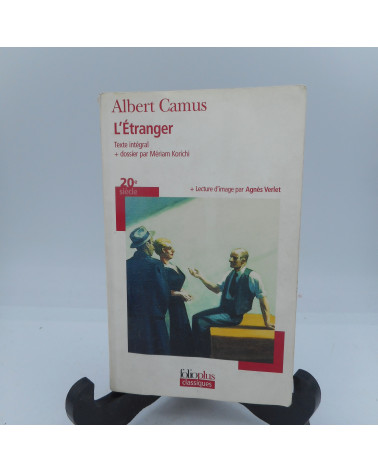 Albert Camus
L'Étranger
Texte intégral
+ dossier par Mériam Korichi
20e
siècle
+ Lecture d'image par Agnès Verlet
folioplus
classiques